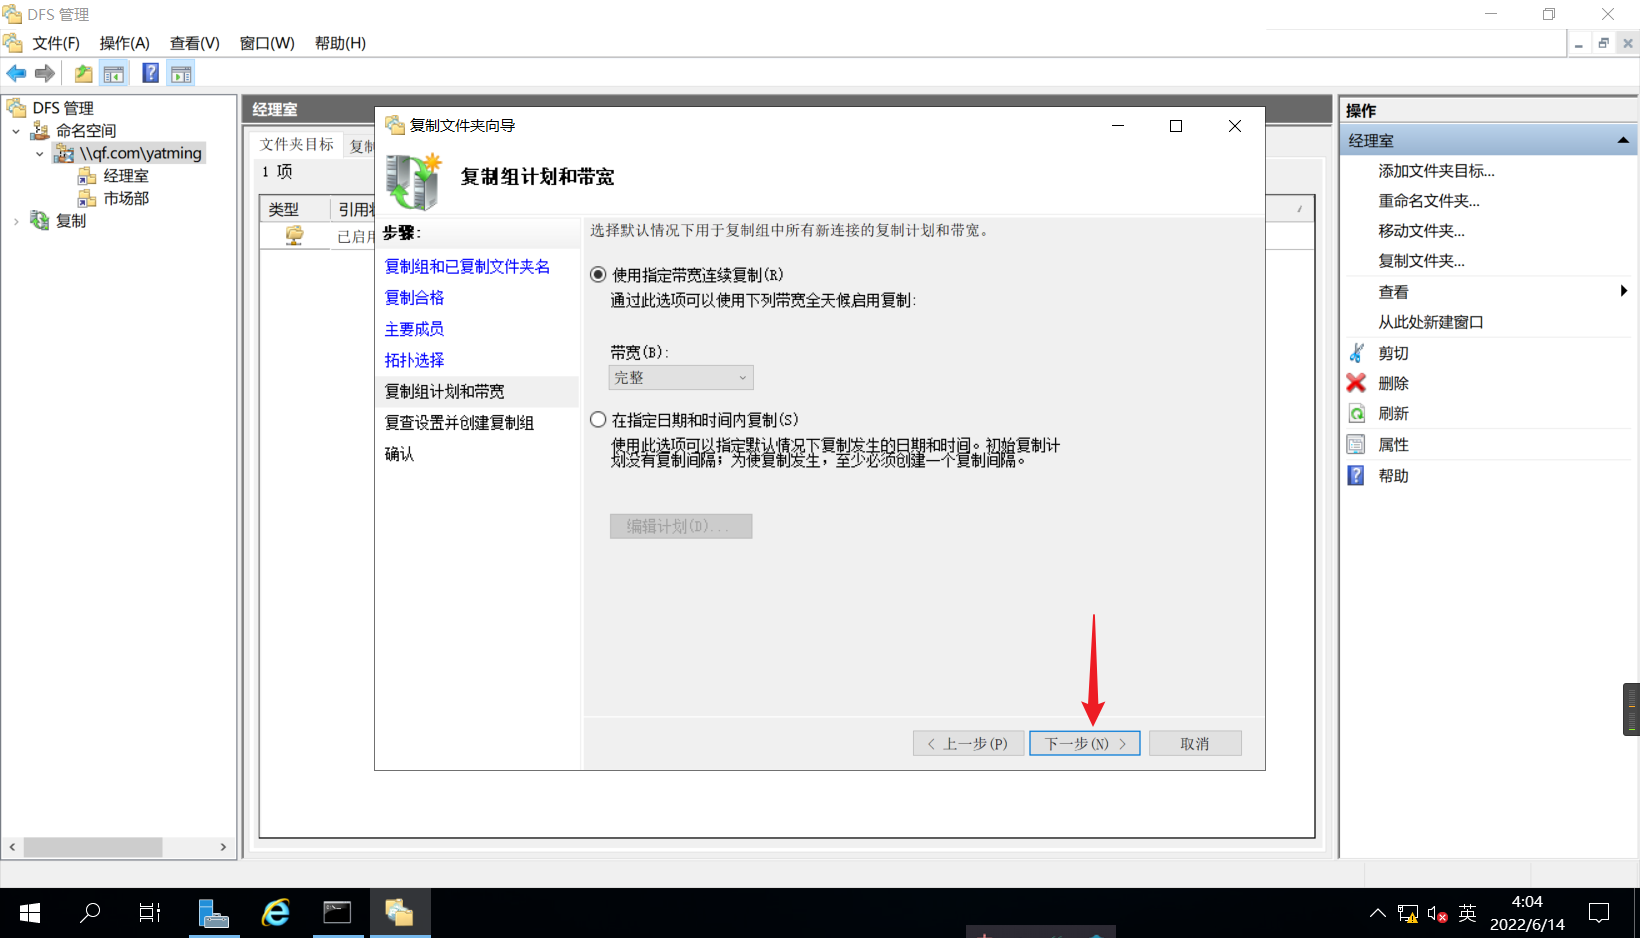 DFS 管理
文件(F) 操作(A) 查看(V) 窗口(W) 帮助(H)
DFS 管理
命名空间
\\qf.com\yatming
经理室
市场部
复制
经理室
文件夹目标 复制
1 项
类型 引用状
已启用
复制文件夹向导
复制组计划和带宽
步骤:
复制组和已复制文件夹名
复制合格
主要成员
拓扑选择
复制组计划和带宽
复查设置并创建复制组
确认
选择默认情况下用于复制组中所有新连接的复制计划和带宽。
使用指定带宽连续复制(R)
通过此选项可以使用下列带宽全天候启用复制:
带宽(B):
完整
在指定日期和时间内复制(S)
使用此选项可以指定默认情况下复制发生的日期和时间。初始复制计
划没有复制间隔；为使复制发生，至少必须创建一个复制间隔。
编辑计划(D)...
< 上一步(P) 下一步(N) > 取消
操作
经理室
添加文件夹目标...
重命名文件夹...
移动文件夹...
复制文件夹...
查看
从此处新建窗口
剪切
删除
刷新
属性
帮助
英
4:04
2022/6/14